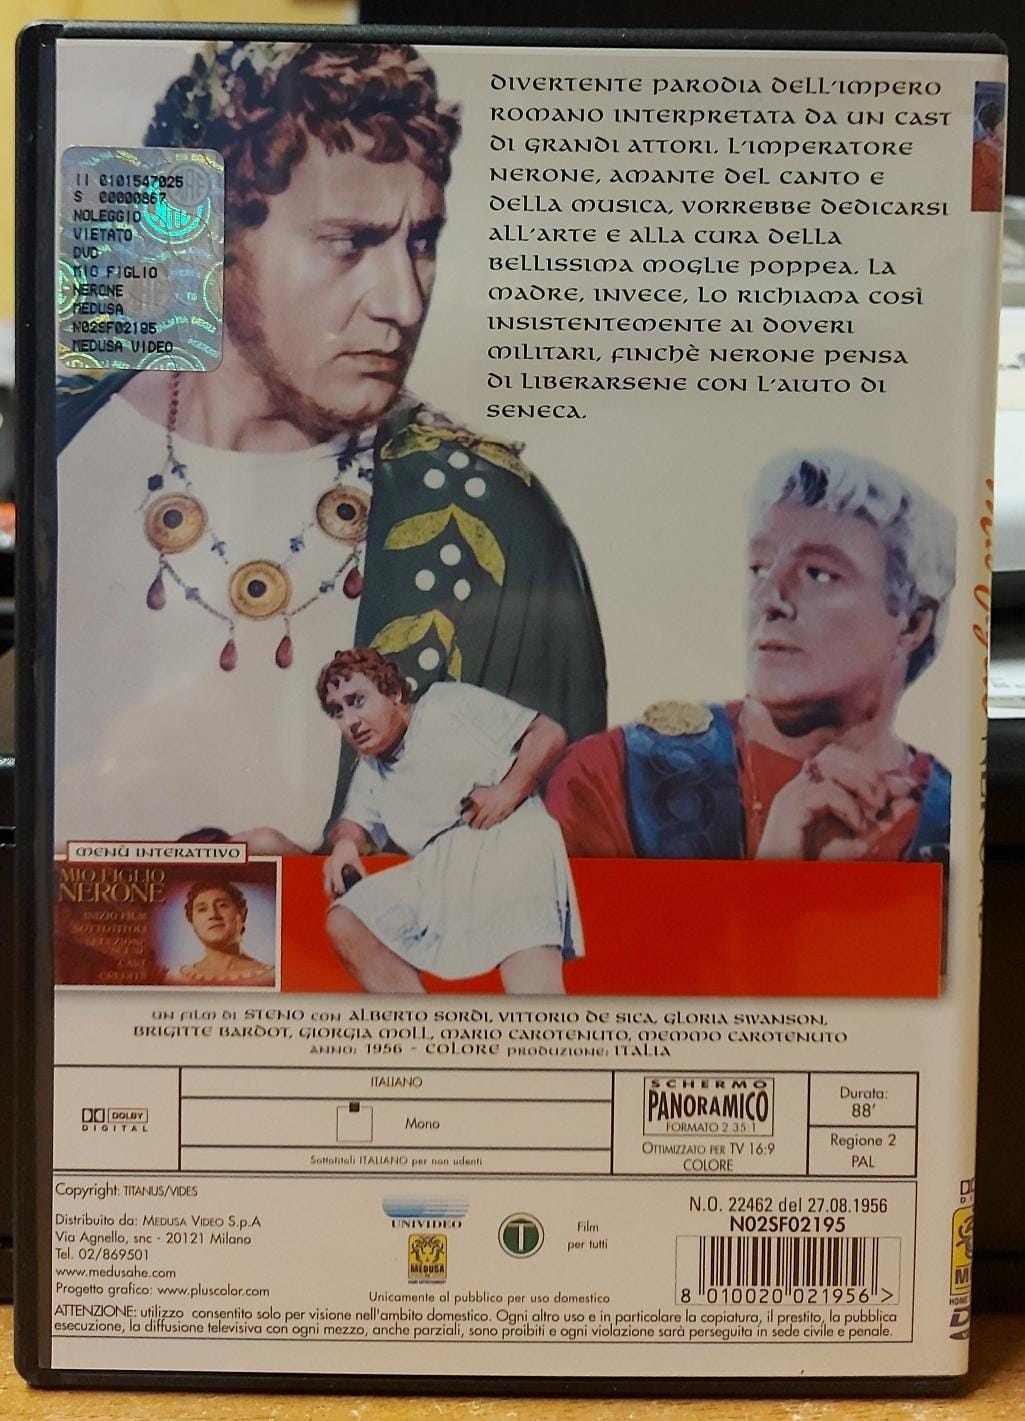 DIVERTENTE PARODIA DELL'IMPERO
ROMANO INTERPRETATA DA UN CAST
DI GRANDI ATTORI. L'IMPERATORE
NERONE, AMANTE DEL CANTO E
DELLA MUSICA, VORREBBE DEDICARSI
ALL'ARTE E ALLA CURA DELLA
BELLISSIMA MOGLIE POPPEA. LA
MADRE, INVECE, LO RICHIAMA COSÌ
INSISTENTEMENTE AI DOVERI
MILITARI, FINCHÈ NERONE PENSA
DI LIBERARSENE CON L'AIUTO DI
SENECA.
II 0101547025
S 00000867
NOLEGGIO
VIETATO
DVD
MIO FIGLIO
NERONE
MEDUSA
N02SF02195
MEDUSA VIDEO
MENÙ INTERATTIVO
MIO FIGLIO
NERONE
INIZIO FILM
SOTTOTITOLI
SELEZIONE
SCENE
CAST
CREDITS
UN FILM DI STENO CON ALBERTO SORDI, VITTORIO DE SICA, GLORIA SWANSON,
BRIGITTE BARDOT, GIORGIA MOLL, MARIO CAROTENUTO, MEMMO CAROTENUTO
ANNO: 1956 - COLORE PRODUZIONE: ITALIA
DOLBY
DIGITAL
ITALIANO
Mono
Sottotitoli ITALIANO per non udenti
SCHERMO
PANORAMICO
FORMATO 2.35:1
OTTIMIZZATO PER TV 16:9
COLORE
Durata:
88'
Regione 2
PAL
Copyright: TITANUS/VIDES
Distribuito da: MEDUSA VIDEO S.p.A
Via Agnello, snc - 20121 Milano
Tel. 02/869501
www.medusahe.com
Progetto grafico: www.pluscolor.com
UNIVIDEO
MEDUSA
T
Film
per tutti
Unicamente al pubblico per uso domestico
N.O. 22462 del 27.08.1956
N02SF02195
8 010020 021956 >
ATTENZIONE: utilizzo consentito solo per visione nell'ambito domestico. Ogni altro uso e in particolare la copiatura, il prestito, la pubblica
esecuzione, la diffusione televisiva con ogni mezzo, anche parziali, sono proibiti e ogni violazione sarà perseguita in sede civile e penale.